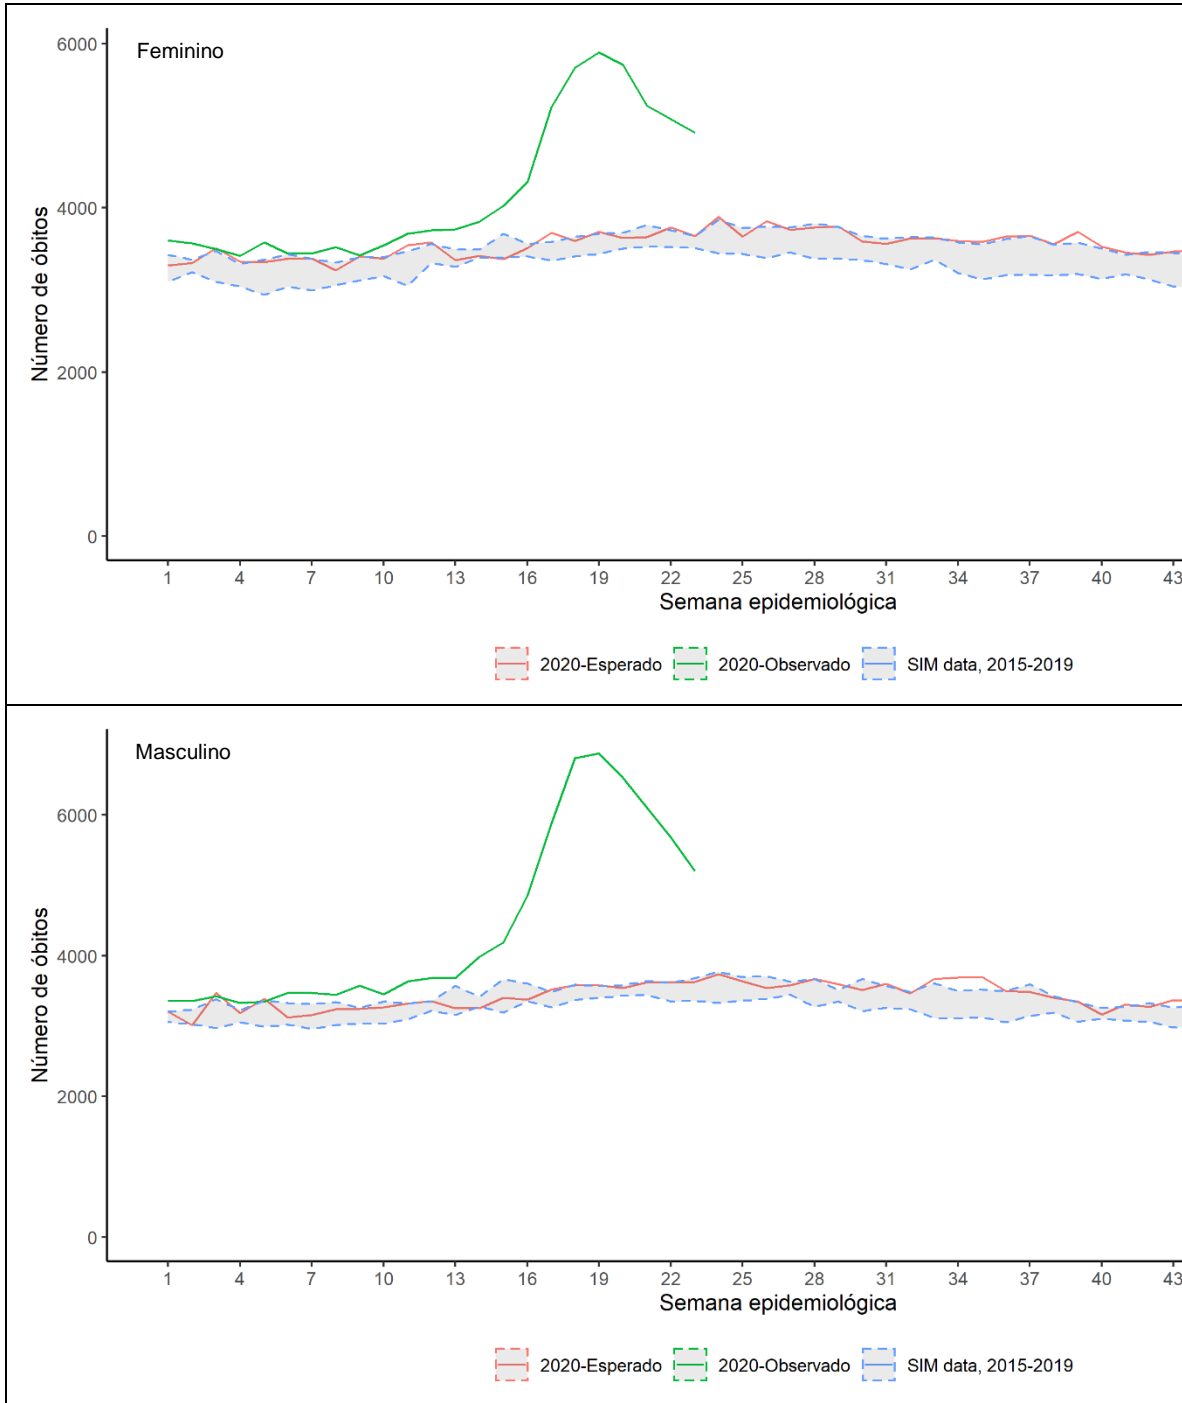 Feminino
6000
4000
2000
0
Número de óbitos
1 4 7 10 13 16 19 22 25 28 31 34 37 40 43
Semana epidemiológica
2020-Esperado 2020-Observado SIM data, 2015-2019
Masculino
6000
4000
2000
0
Número de óbitos
1 4 7 10 13 16 19 22 25 28 31 34 37 40 43
Semana epidemiológica
2020-Esperado 2020-Observado SIM data, 2015-2019